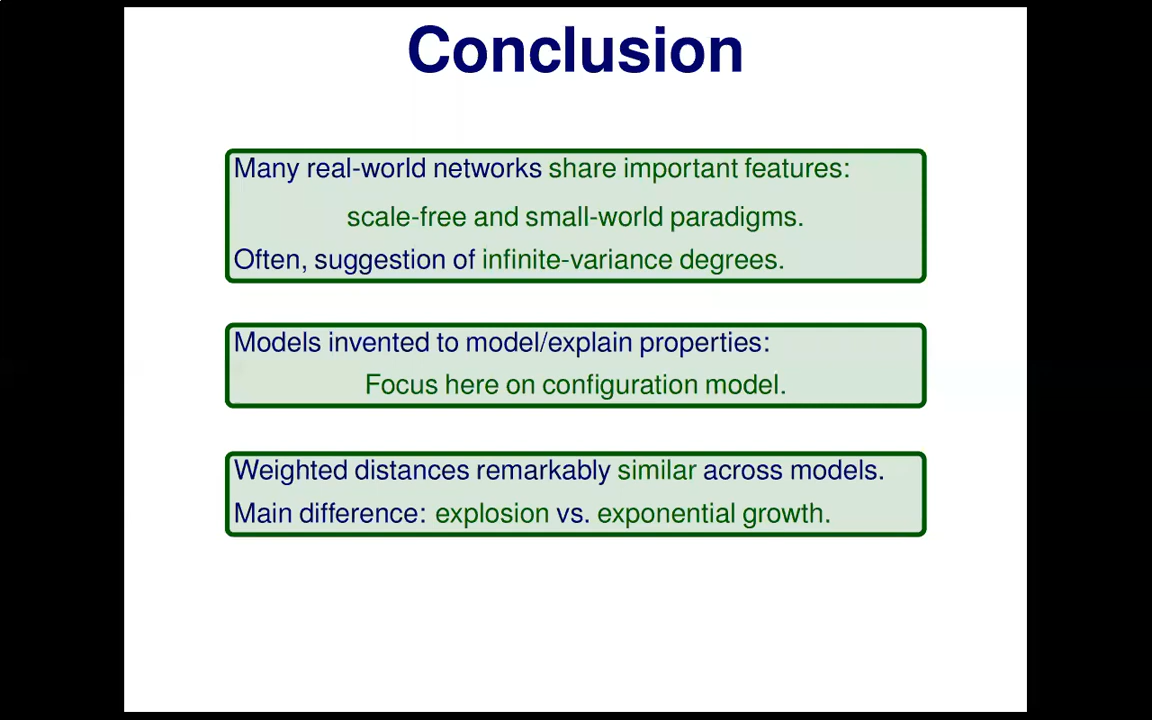 Conclusion
Many real-world networks share important features:
scale-free and small-world paradigms.
Often, suggestion of infinite-variance degrees.
Models invented to model/explain properties:
Focus here on configuration model.
Weighted distances remarkably similar across models.
Main difference: explosion vs. exponential growth.